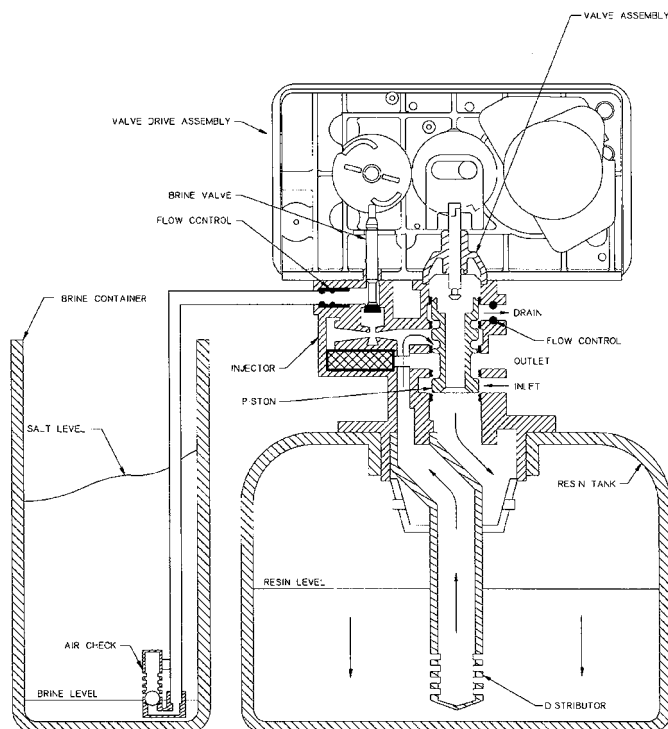 VALVE ASSEMBLY
VALVE DRIVE ASSEMBLY
BRINE VALVE
FLOW CONTROL
BRINE CONTAINER
DRAIN
FLOW CONTROL
INJECTOR
OUTLET
INLET
PISTON
SALT LEVEL
RESIN TANK
RESIN LEVEL
AIR CHECK
BRINE LEVEL
DISTRIBUTOR